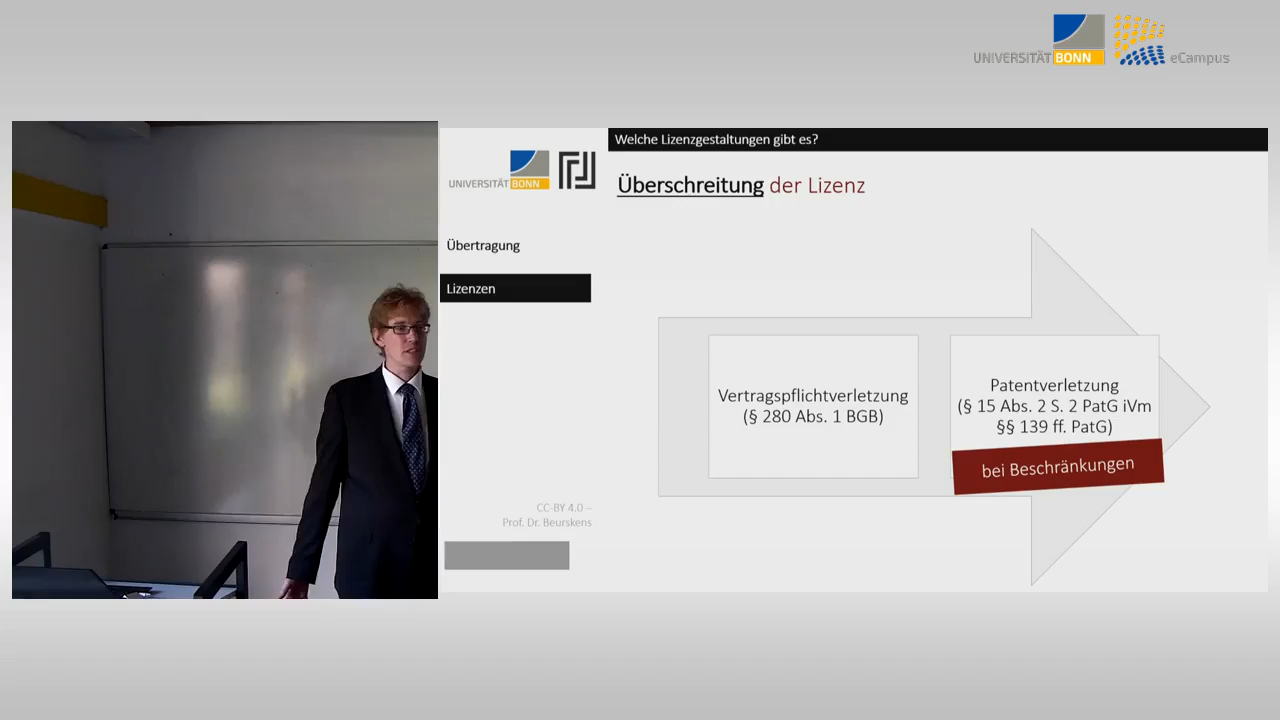 UNIVERSITÄT BONN
eCampus
Welche Lizenzgestaltungen gibt es?
UNIVERSITÄT BONN
Überschreitung der Lizenz
Übertragung
Lizenzen
Vertragspflichtverletzung
(§ 280 Abs. 1 BGB)
Patentverletzung
(§ 15 Abs. 2 S. 2 PatG iVm
§§ 139 ff. PatG)
bei Beschränkungen
CC-BY 4.0 –
Prof. Dr. Beurskens